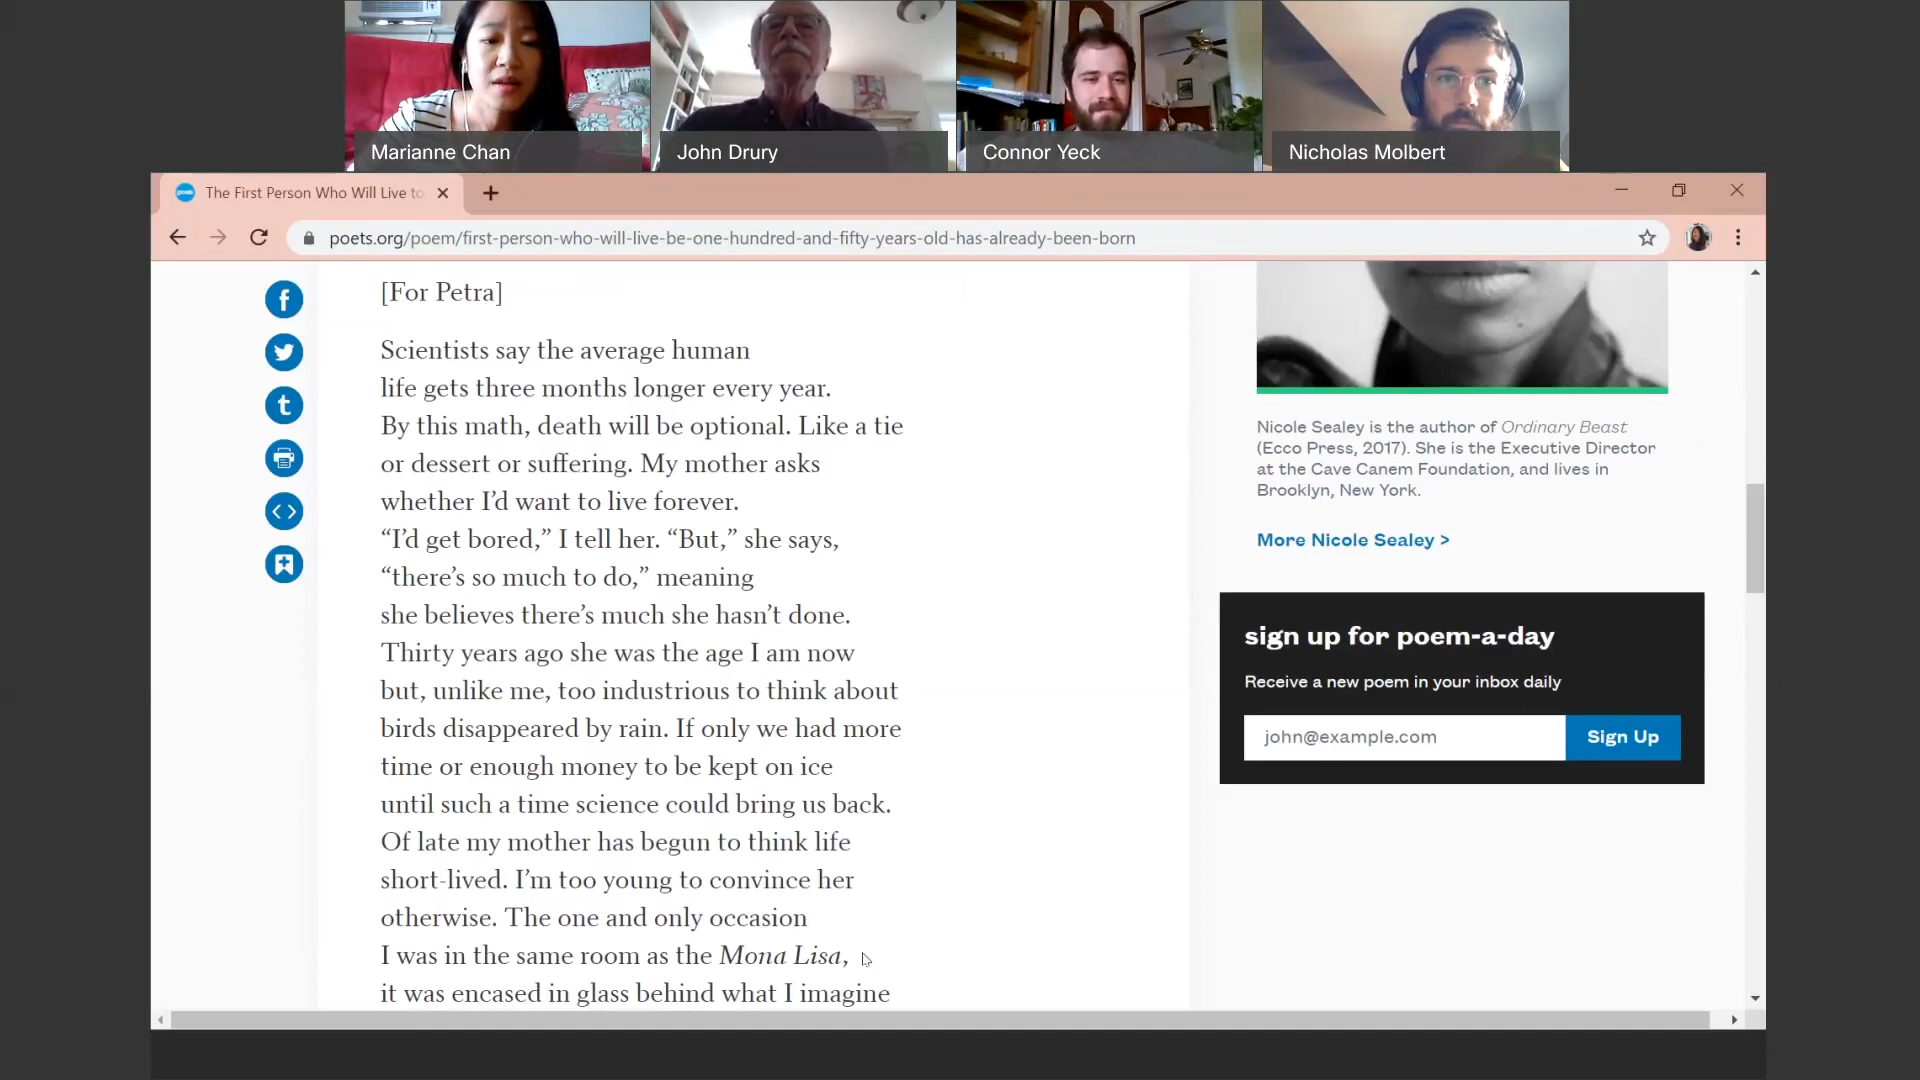 Marianne Chan
John Drury
Connor Yeck
Nicholas Molbert
The First Person Who Will Live to
poets.org/poem/first-person-who-will-live-be-one-hundred-and-fifty-years-old-has-already-been-born
[For Petra]
Scientists say the average human
life gets three months longer every year.
By this math, death will be optional. Like a tie
or dessert or suffering. My mother asks
whether I’d want to live forever.
“I’d get bored,” I tell her. “But,” she says,
“there’s so much to do,” meaning
she believes there’s much she hasn’t done.
Thirty years ago she was the age I am now
but, unlike me, too industrious to think about
birds disappeared by rain. If only we had more
time or enough money to be kept on ice
until such a time science could bring us back.
Of late my mother has begun to think life
short-lived. I’m too young to convince her
otherwise. The one and only occasion
I was in the same room as the Mona Lisa,
it was encased in glass behind what I imagine
Nicole Sealey is the author of Ordinary Beast
(Ecco Press, 2017). She is the Executive Director
at the Cave Canem Foundation, and lives in
Brooklyn, New York.
More Nicole Sealey >
sign up for poem-a-day
Receive a new poem in your inbox daily
john@example.com
Sign Up